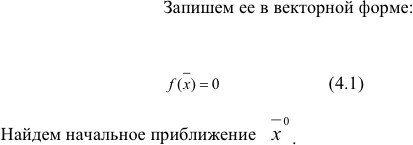 Запишем ее в векторной форме:
f(x̄) = 0 (4.1)
Найдем начальное приближение x̄⁰.